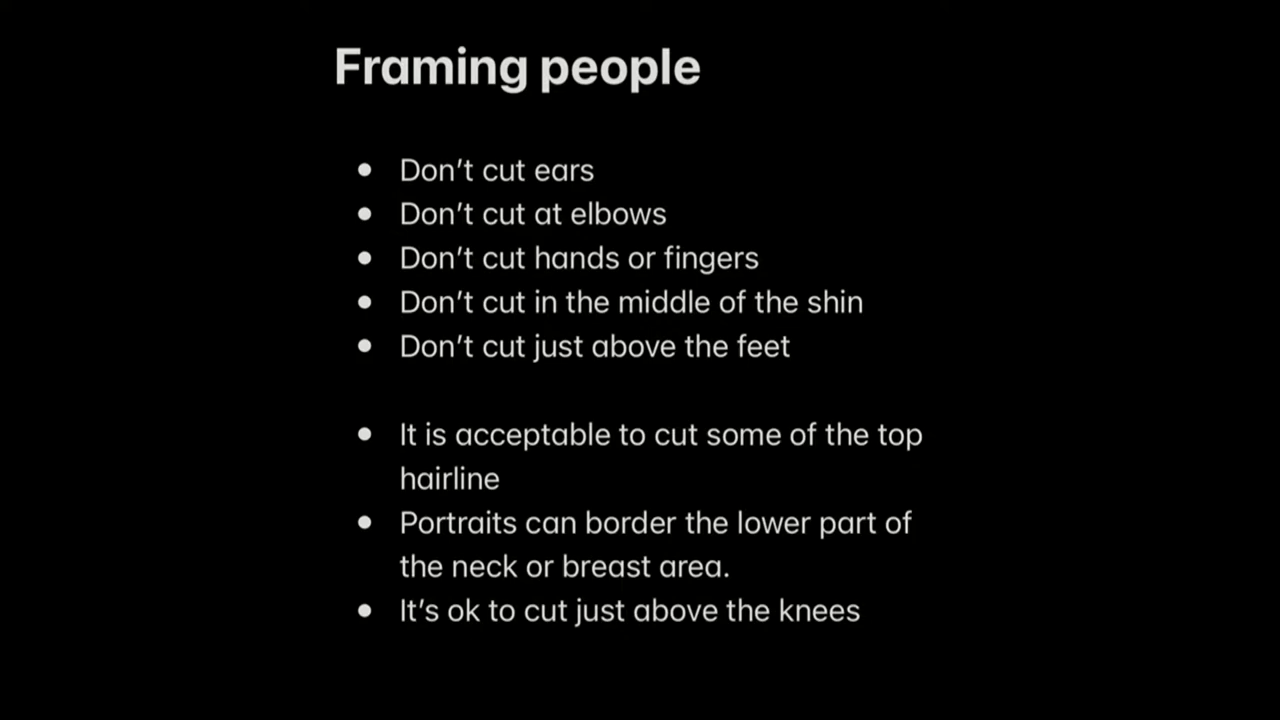 Framing people
• Don’t cut ears
• Don’t cut at elbows
• Don’t cut hands or fingers
• Don’t cut in the middle of the shin
• Don’t cut just above the feet
• It is acceptable to cut some of the top
hairline
• Portraits can border the lower part of
the neck or breast area.
• It’s ok to cut just above the knees